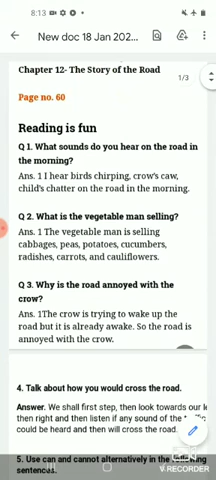 8:13
New doc 18 Jan 202...
Chapter 12- The Story of the Road
1/3
Page no. 60
Reading is fun
Q 1. What sounds do you hear on the road in
the morning?
Ans. 1 I hear birds chirping, crow's caw,
child's chatter on the road in the morning.
Q 2. What is the vegetable man selling?
Ans. 1 The vegetable man is selling
cabbages, peas, potatoes, cucumbers,
radishes, carrots, and cauliflowers.
Q 3. Why is the road annoyed with the
crow?
Ans. 1The crow is trying to wake up the
road but it is already awake. So the road is
annoyed with the crow.
4. Talk about how you would cross the road.
Answer. We shall first step, then look towards our
then right and then listen if any sound of the
could be heard and then will cross the road.
5. Use can and cannot alternatively in the following
sentences.
RECORDER